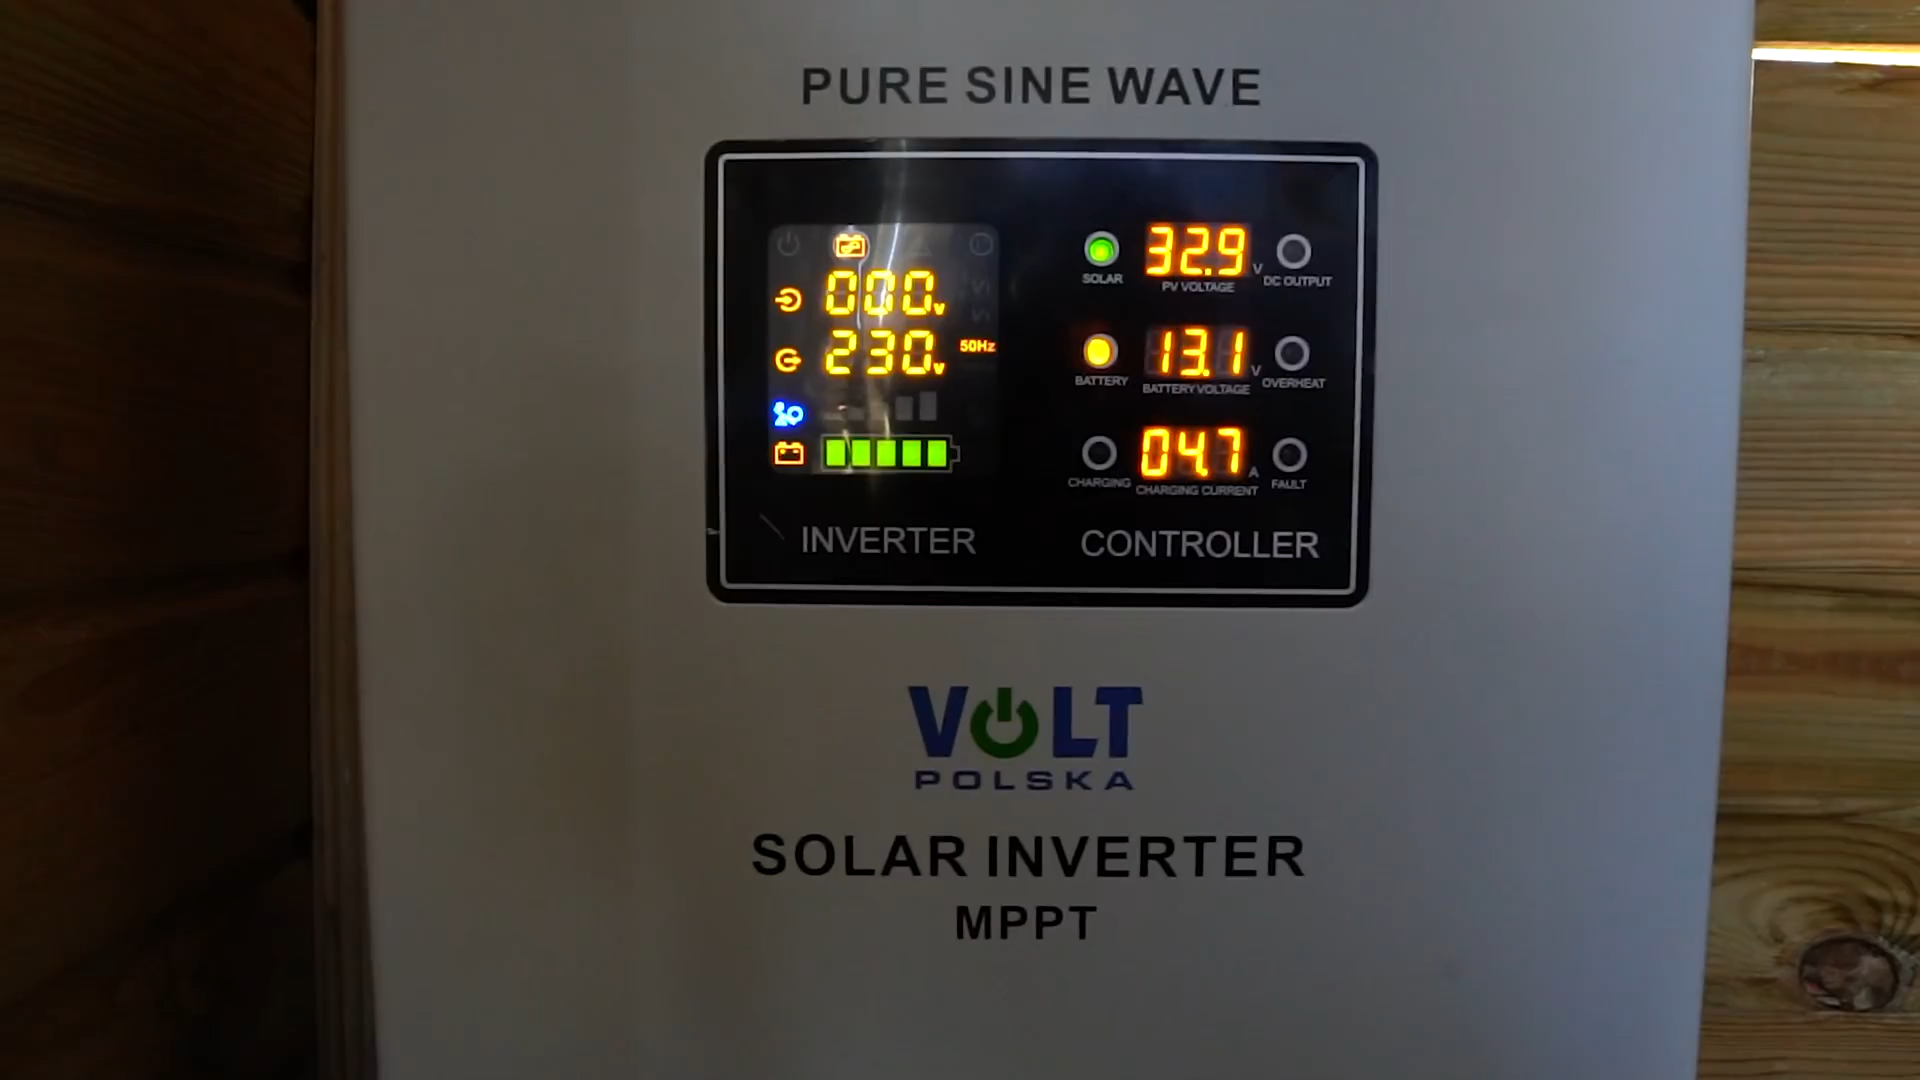 PURE SINE WAVE
000V
230V 50Hz
INVERTER
SOLAR
32.9 V
PV VOLTAGE
DC OUTPUT
BATTERY
13.1 V
BATTERY VOLTAGE
OVERHEAT
CHARGING
04.7 A
CHARGING CURRENT
FAULT
CONTROLLER
VOLT
POLSKA
SOLAR INVERTER
MPPT